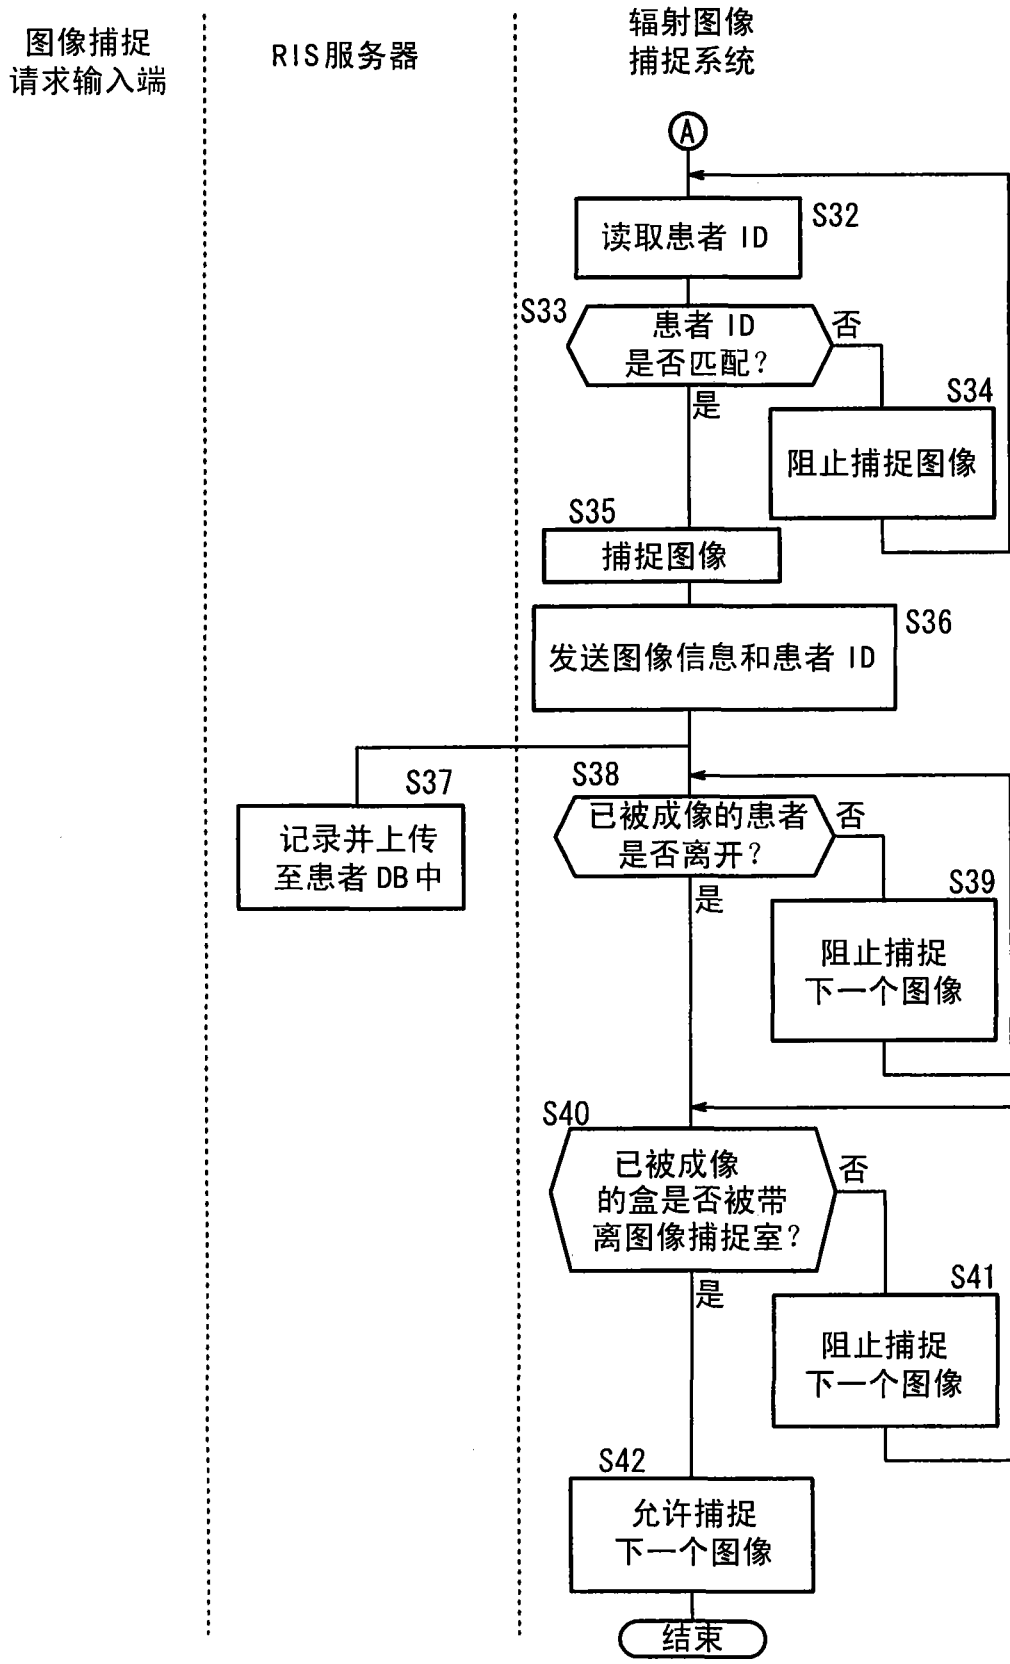 图像捕捉
请求输入端
RIS服务器
辐射图像
捕捉系统
A
S32
读取患者 ID
S33
患者 ID
是否匹配?
否
是
S34
阻止捕捉图像
S35
捕捉图像
S36
发送图像信息和患者 ID
S37
记录并上传
至患者 DB中
S38
已被成像的患者
是否离开?
否
是
S39
阻止捕捉
下一个图像
S40
已被成像
的盒是否被带
离图像捕捉室?
否
是
S41
阻止捕捉
下一个图像
S42
允许捕捉
下一个图像
结束